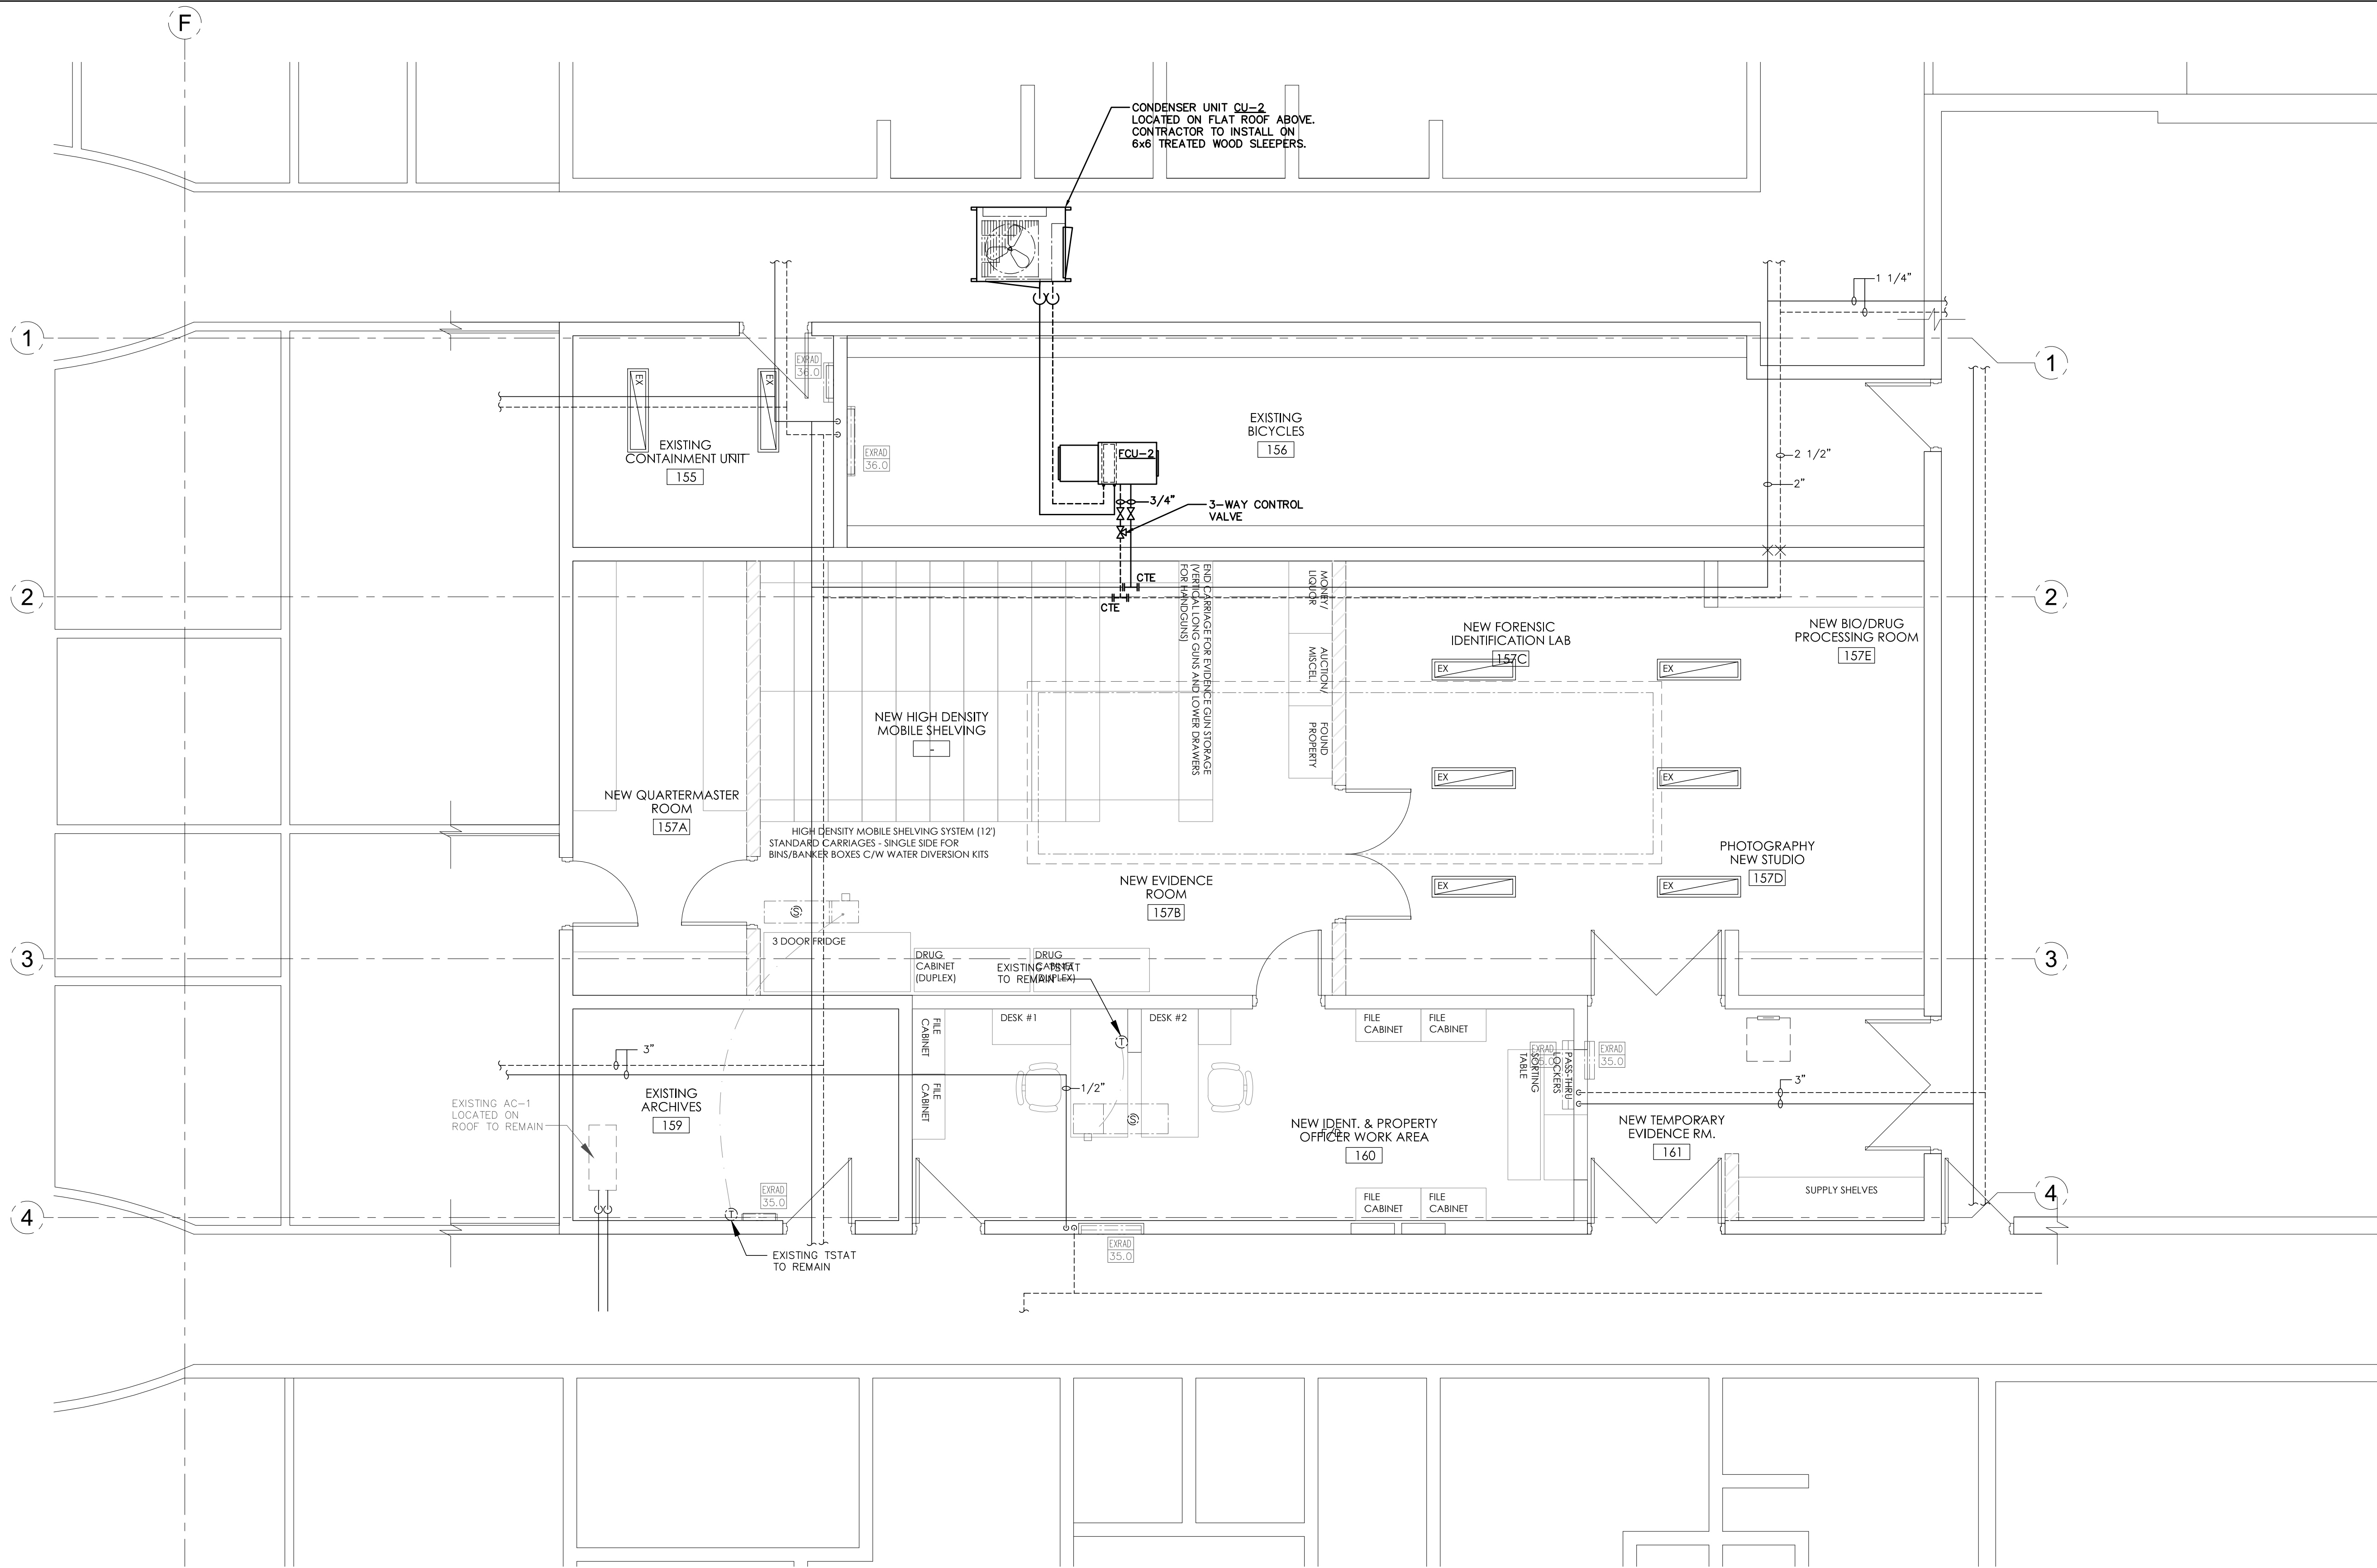 F
CONDENSER UNIT CU-2
LOCATED ON FLAT ROOF ABOVE.
CONTRACTOR TO INSTALL ON
6x6 TREATED WOOD SLEEPERS.
1 1/4"
1
1
EXRAD
36.0
EX
EX
EXISTING
CONTAINMENT UNIT
155
EXRAD
36.0
EXISTING
BICYCLES
156
FCU-2
2 1/2"
2"
3/4"
3-WAY CONTROL
VALVE
CTE
CTE
2
2
END CARRIAGE FOR EVIDENCE GUN STORAGE
(VERTICAL LONG GUNS AND LOWER DRAWERS
FOR HANDGUNS)
MONEY/
LIQUOR
AUCTION/
MISCEL.
FOUND
PROPERTY
NEW FORENSIC
IDENTIFICATION LAB
157C
NEW BIO/DRUG
PROCESSING ROOM
157E
EX
EX
NEW HIGH DENSITY
MOBILE SHELVING
-
EX
EX
NEW QUARTERMASTER
ROOM
157A
HIGH DENSITY MOBILE SHELVING SYSTEM (12')
STANDARD CARRIAGES - SINGLE SIDE FOR
BINS/BANKER BOXES C/W WATER DIVERSION KITS
PHOTOGRAPHY
NEW STUDIO
157D
NEW EVIDENCE
ROOM
157B
EX
EX
S
3 DOOR FRIDGE
3
3
DRUG
CABINET
(DUPLEX)
DRUG
CABINET
(DUPLEX)
EXISTING TSTAT
TO REMAIN
FILE
CABINET
DESK #1
DESK #2
FILE
CABINET
FILE
CABINET
T
3"
EXRAD
35.0
EXRAD
35.0
SORTING
TABLE
PASS-THRU
LOCKERS
FILE
CABINET
1/2"
3"
EXISTING
ARCHIVES
159
EXISTING AC-1
LOCATED ON
ROOF TO REMAIN
S
NEW IDENT. & PROPERTY
OFFICER WORK AREA
160
NEW TEMPORARY
EVIDENCE RM.
161
EXRAD
35.0
FILE
CABINET
FILE
CABINET
SUPPLY SHELVES
4
4
T
EXISTING TSTAT
TO REMAIN
EXRAD
35.0